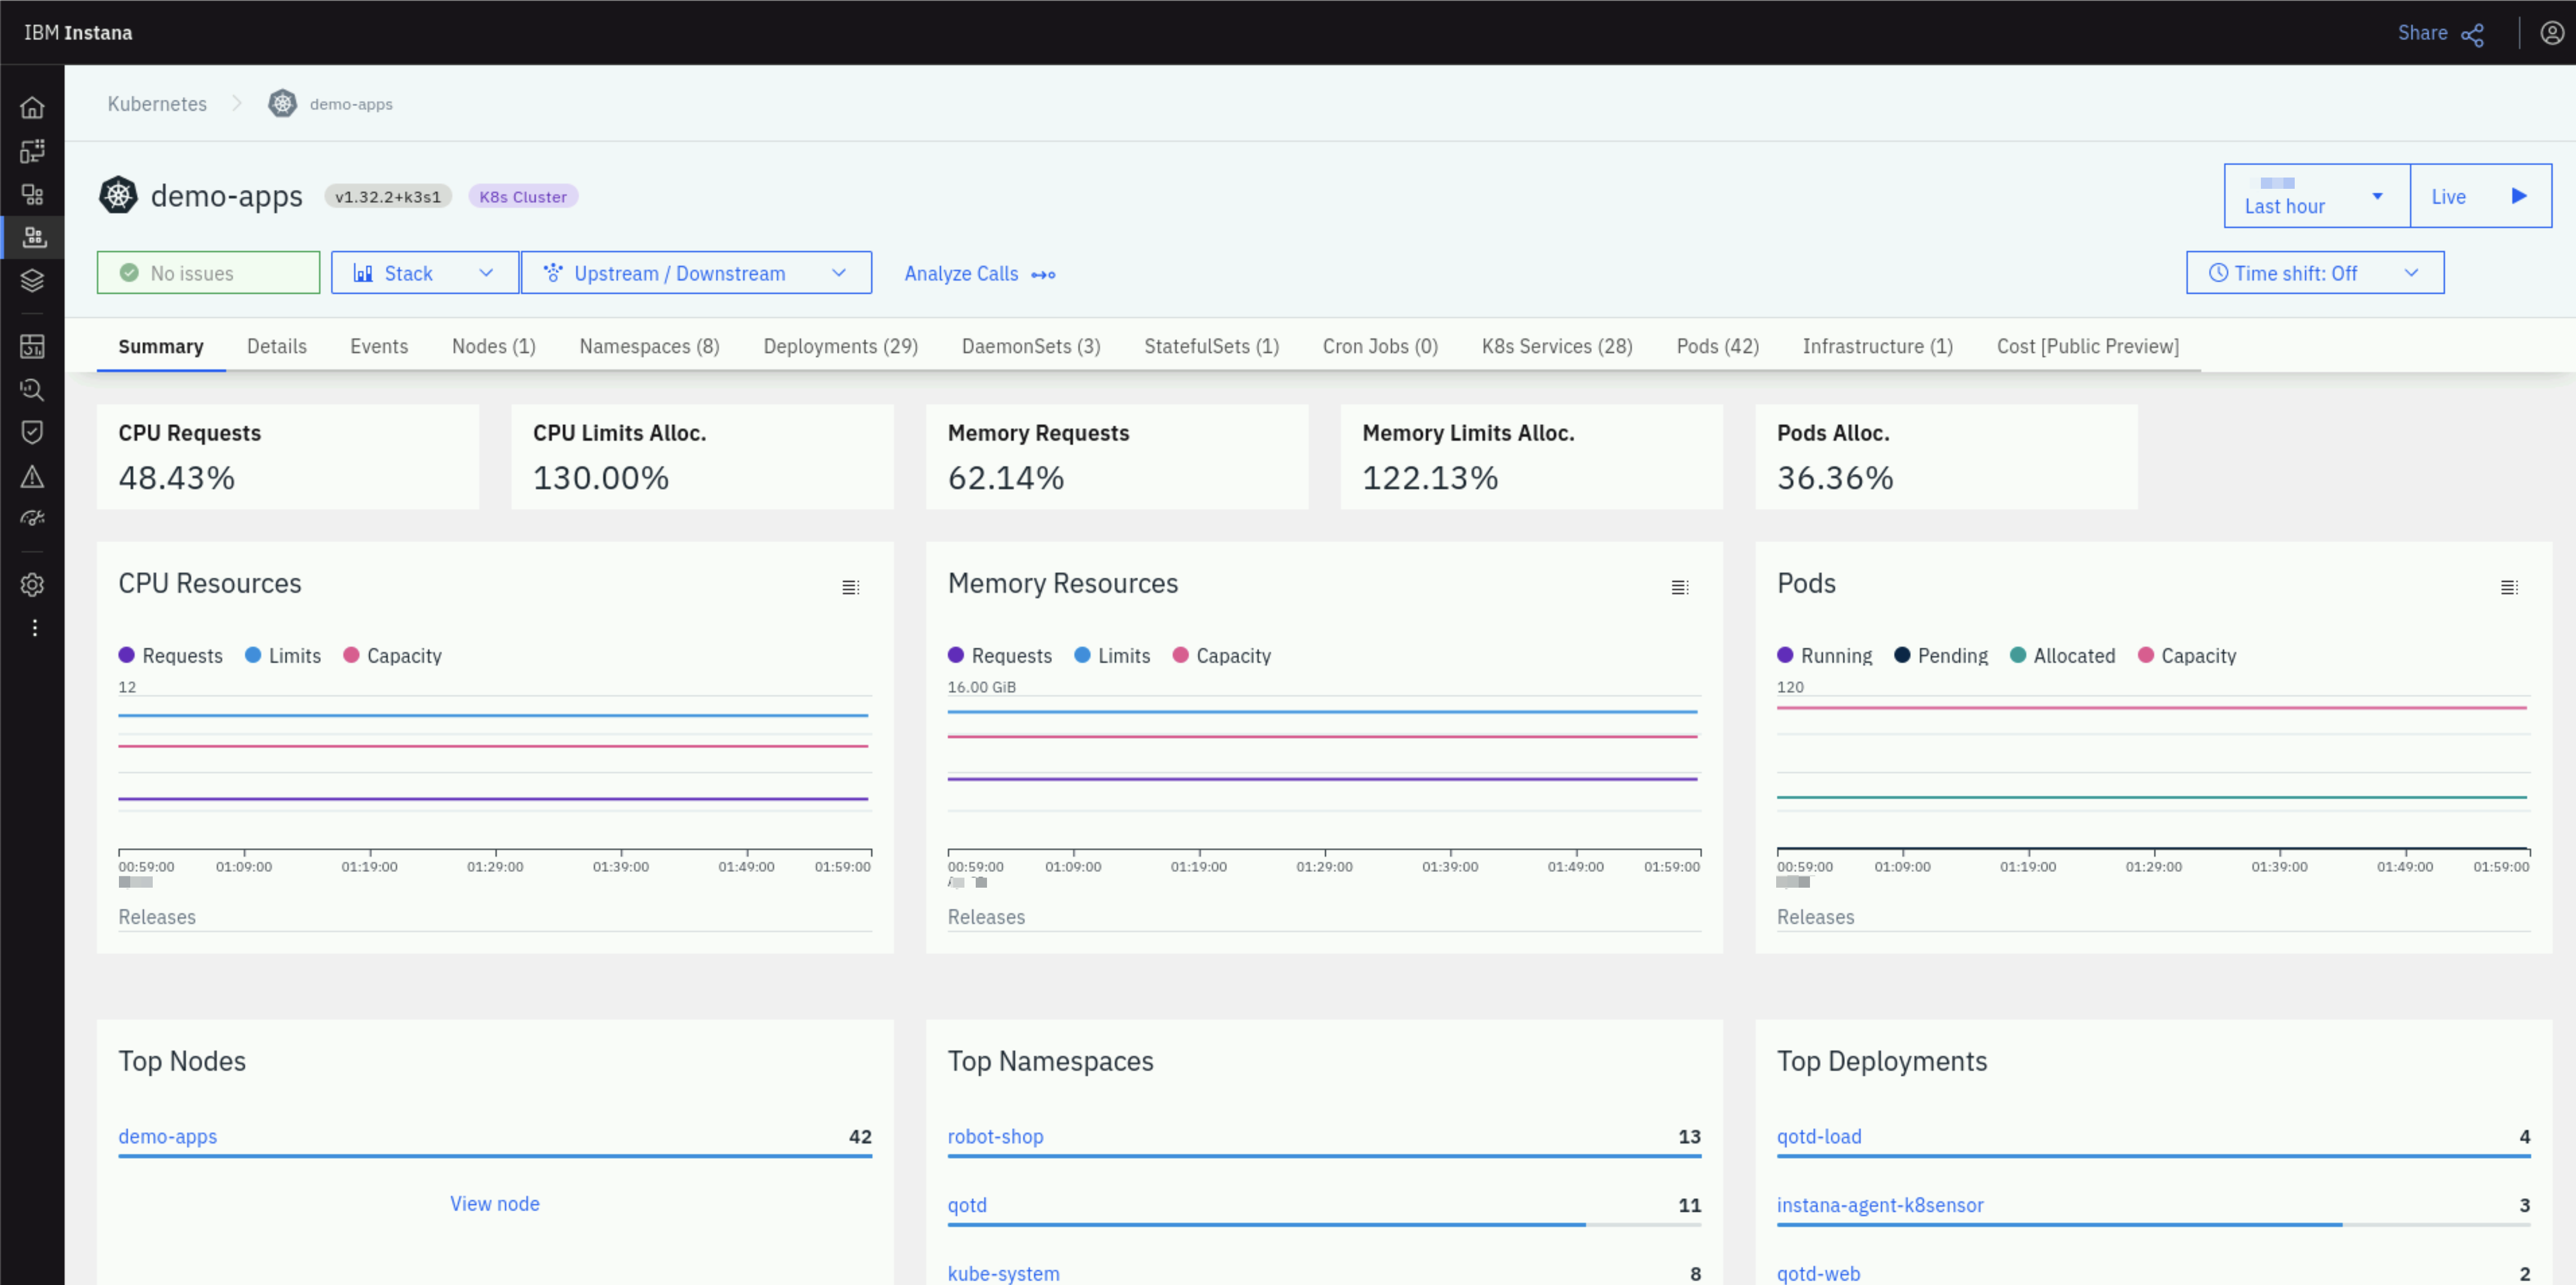 IBM Instana
Share
Kubernetes
demo-apps
demo-apps
v1.32.2+k3s1
K8s Cluster
Last hour
Live
No issues
Stack
Upstream / Downstream
Analyze Calls
Time shift: Off
Summary
Details
Events
Nodes (1)
Namespaces (8)
Deployments (29)
DaemonSets (3)
StatefulSets (1)
Cron Jobs (0)
K8s Services (28)
Pods (42)
Infrastructure (1)
Cost [Public Preview]
CPU Requests
48.43%
CPU Limits Alloc.
130.00%
Memory Requests
62.14%
Memory Limits Alloc.
122.13%
Pods Alloc.
36.36%
CPU Resources
Requests Limits Capacity
12
00:59:00 01:09:00 01:19:00 01:29:00 01:39:00 01:49:00 01:59:00
Releases
Memory Resources
Requests Limits Capacity
16.00 GiB
00:59:00 01:09:00 01:19:00 01:29:00 01:39:00 01:49:00 01:59:00
Releases
Pods
Running Pending Allocated Capacity
120
00:59:00 01:09:00 01:19:00 01:29:00 01:39:00 01:49:00 01:59:00
Releases
Top Nodes
demo-apps 42
View node
Top Namespaces
robot-shop 13
qotd 11
kube-system 8
Top Deployments
qotd-load 4
instana-agent-k8sensor 3
qotd-web 2